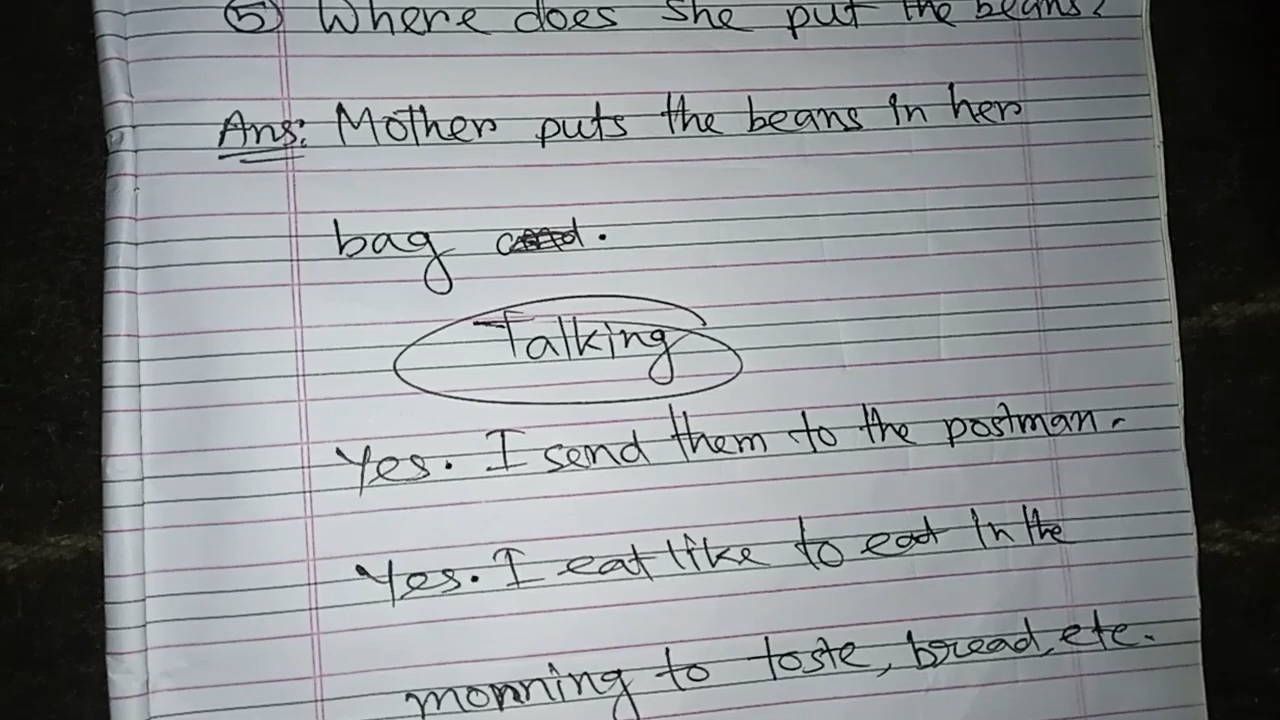 ⑤ Where does she put the beans?
Ans: Mother puts the beans in her
bag.
Talking
Yes. I send them to the postman.
Yes. I eat like to eat in the
morning to toste, bread, etc.